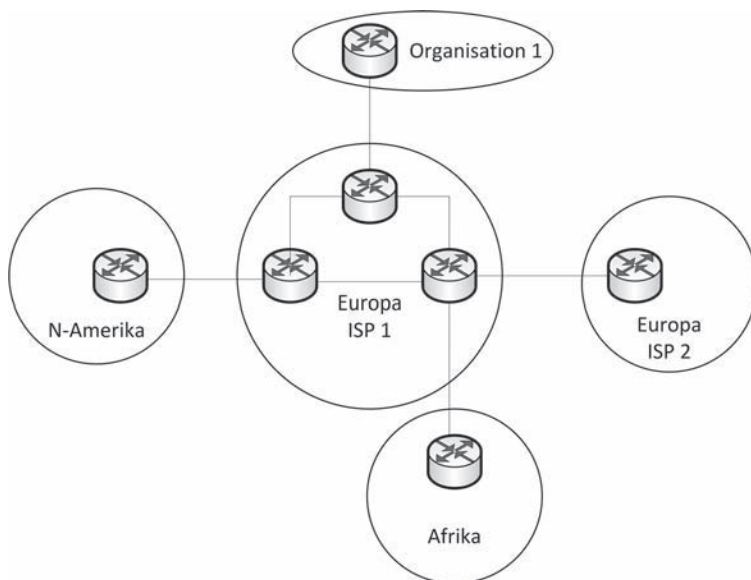 Organisation 1
N-Amerika
Europa
ISP 1
Europa
ISP 2
Afrika